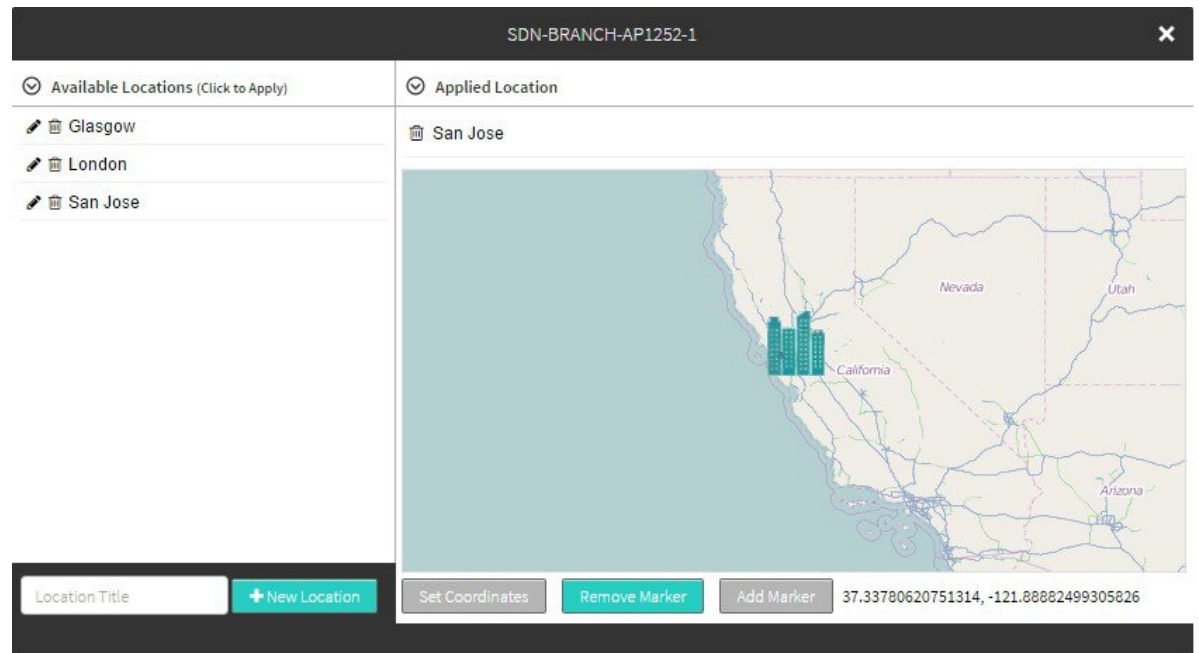 SDN-BRANCH-AP1252-1
Available Locations (Click to Apply)
Glasgow
London
San Jose
Location Title
New Location
Applied Location
San Jose
Nevada
Utah
California
Arizona
Set Coordinates
Remove Marker
Add Marker
37.33780620751314, -121.88882499305826